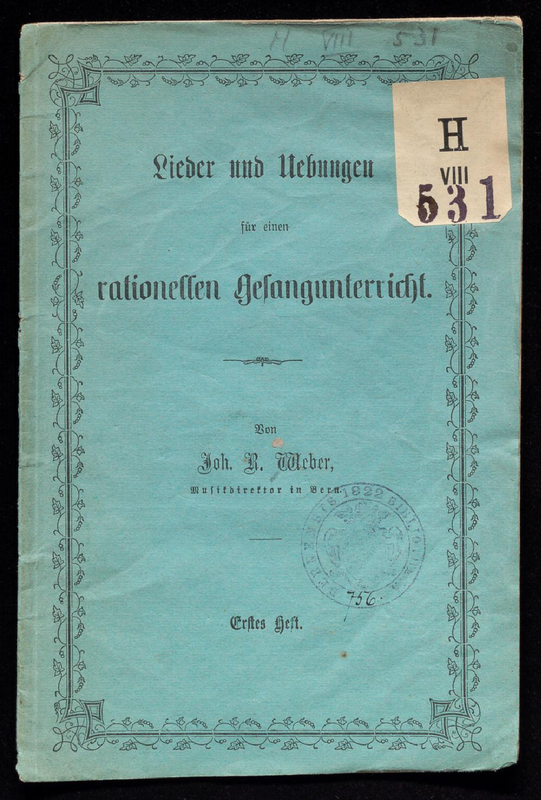 H VIII 531
H
VIII
531
Lieder und Uebungen
für einen
rationellen Gesangunterricht.
Von
Joh. R. Weber,
Musikdirektor in Bern.
1922
756.
Erstes Heft.